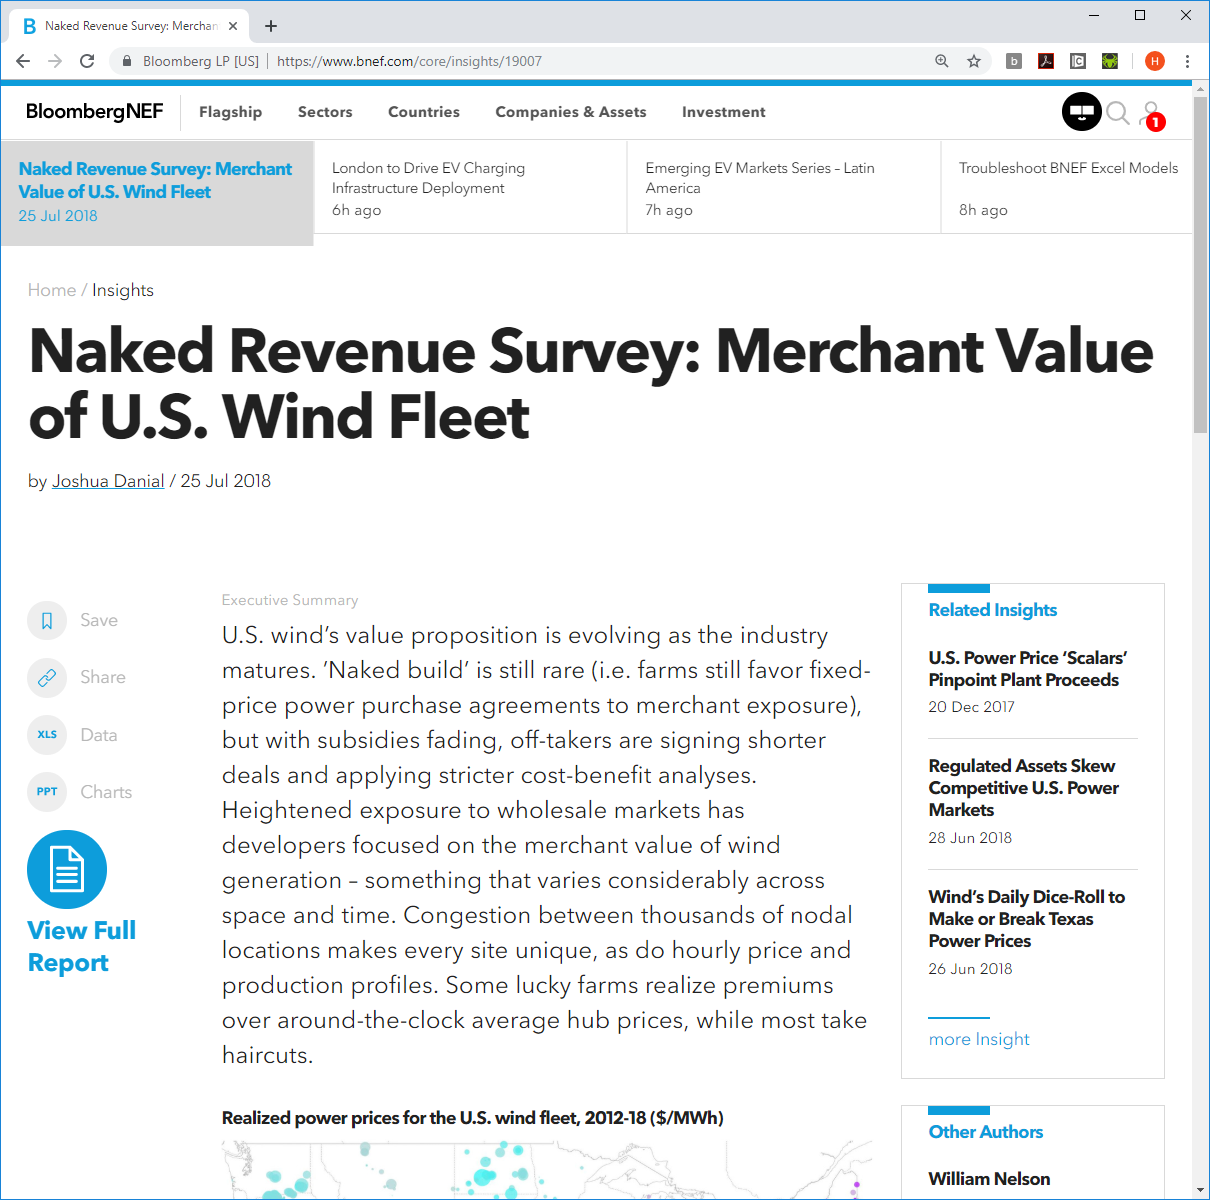 B Naked Revenue Survey: Merchan
Bloomberg LP [US] | https://www.bnef.com/core/insights/19007
b
H
BloombergNEF
Flagship
Sectors
Countries
Companies & Assets
Investment
1
Naked Revenue Survey: Merchant
Value of U.S. Wind Fleet
25 Jul 2018
London to Drive EV Charging
Infrastructure Deployment
6h ago
Emerging EV Markets Series – Latin
America
7h ago
Troubleshoot BNEF Excel Models
8h ago
Home / Insights
Naked Revenue Survey: Merchant Value
of U.S. Wind Fleet
by Joshua Danial / 25 Jul 2018
Save
Share
XLS Data
PPT Charts
View Full
Report
Executive Summary
U.S. wind’s value proposition is evolving as the industry
matures. ‘Naked build’ is still rare (i.e. farms still favor fixed-
price power purchase agreements to merchant exposure),
but with subsidies fading, off-takers are signing shorter
deals and applying stricter cost-benefit analyses.
Heightened exposure to wholesale markets has
developers focused on the merchant value of wind
generation – something that varies considerably across
space and time. Congestion between thousands of nodal
locations makes every site unique, as do hourly price and
production profiles. Some lucky farms realize premiums
over around-the-clock average hub prices, while most take
haircuts.
Realized power prices for the U.S. wind fleet, 2012-18 ($/MWh)
Related Insights
U.S. Power Price ‘Scalars’
Pinpoint Plant Proceeds
20 Dec 2017
Regulated Assets Skew
Competitive U.S. Power
Markets
28 Jun 2018
Wind’s Daily Dice-Roll to
Make or Break Texas
Power Prices
26 Jun 2018
more Insight
Other Authors
William Nelson